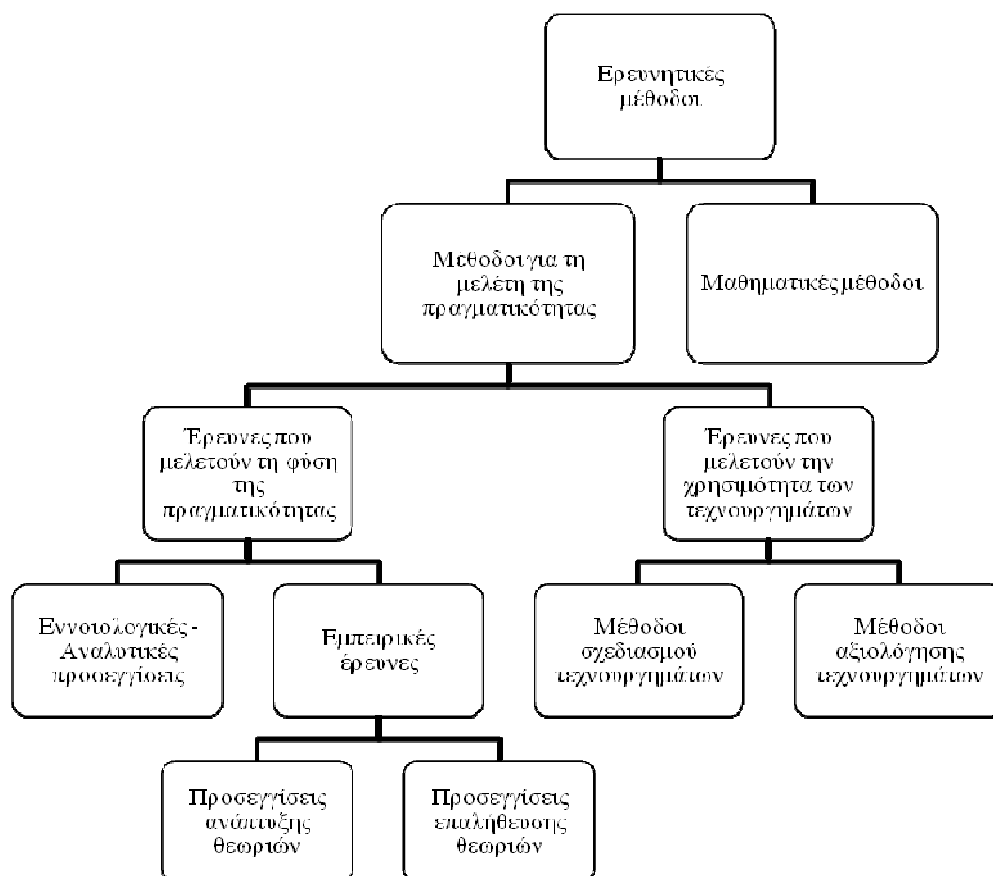 Ερευνητικές
μέθοδοι
Μέθοδοι για τη
μελέτη της
πραγματικότητας
Μαθηματικές μέθοδοι
Έρευνες που
μελετούν τη φύση
της
πραγματικότητας
Έρευνες που
μελετούν την
χρησιμότητα των
τεχνουργημάτων
Εννοιολογικές -
Αναλυτικές
προσεγγίσεις
Εμπειρικές
έρευνες
Μέθοδοι
σχεδιασμού
τεχνουργημάτων
Μέθοδοι
αξιολόγησης
τεχνουργημάτων
Προσεγγίσεις
ανάπτυξης
θεωριών
Προσεγγίσεις
επαλήθευσης
θεωριών